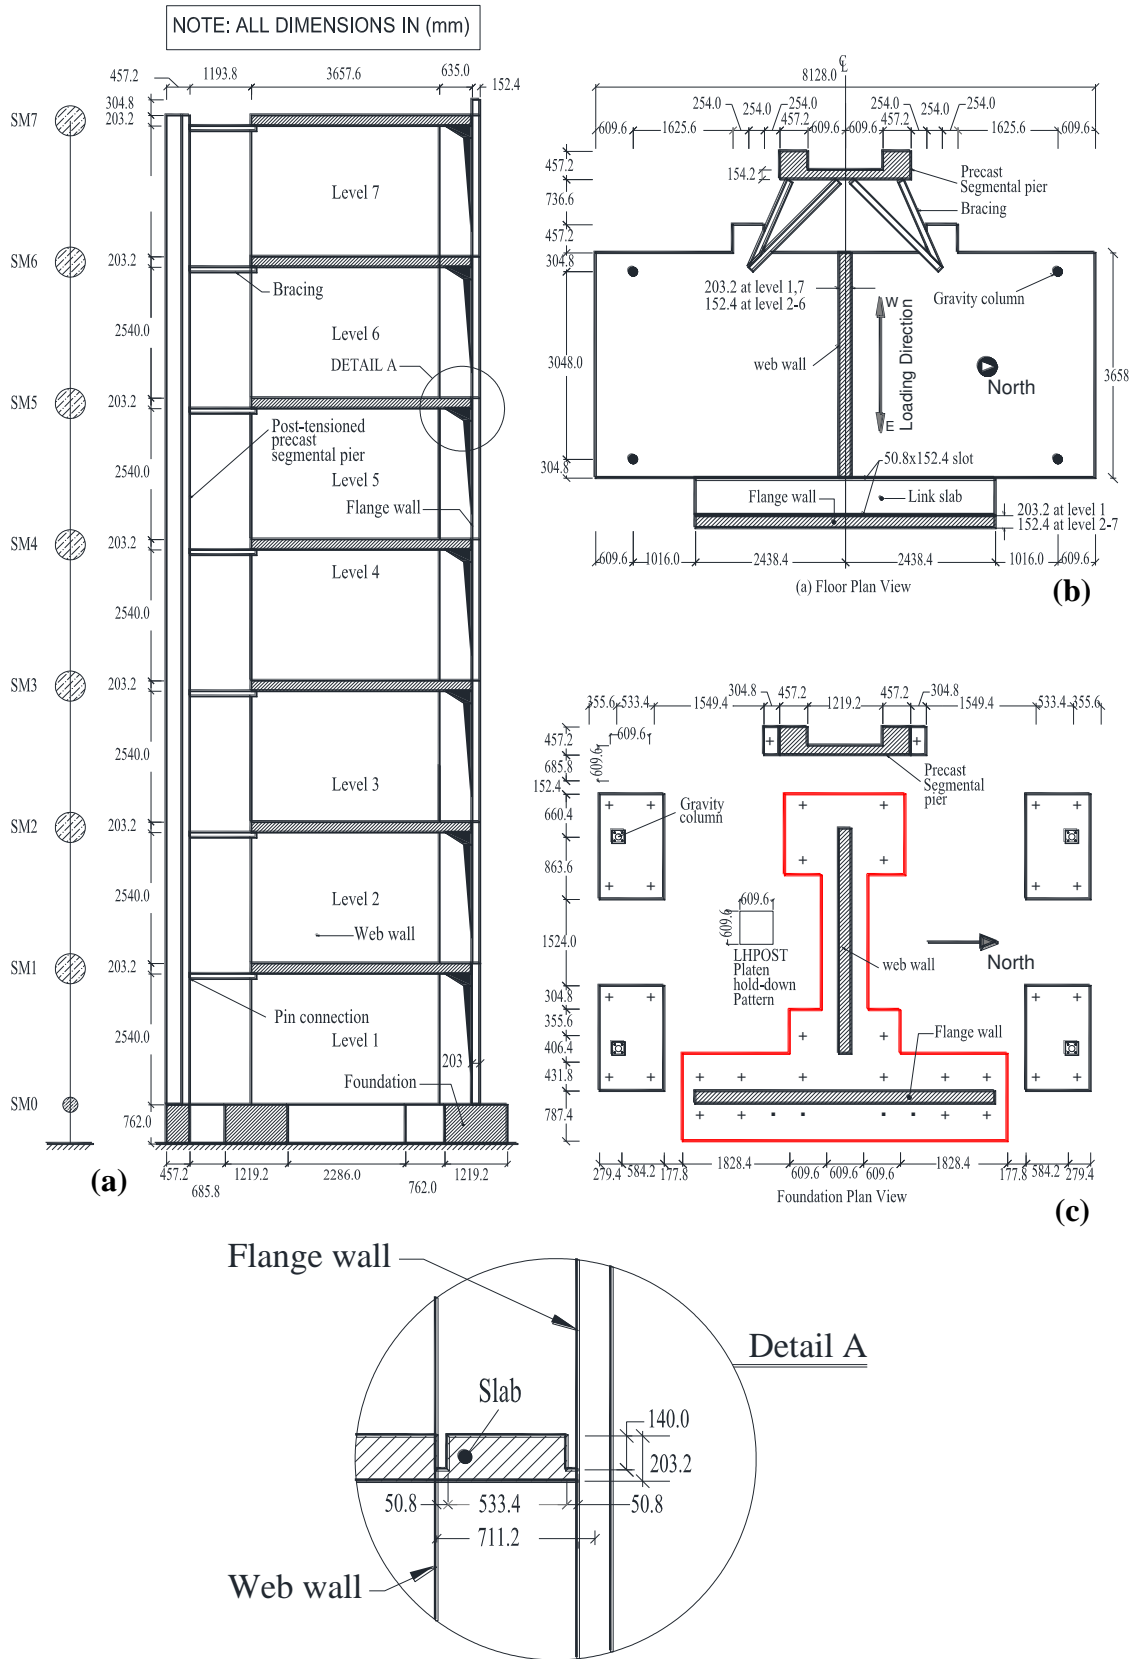 NOTE: ALL DIMENSIONS IN (mm)
457.2
1193.8
3657.6
635.0
152.4
304.8
203.2
SM7
Level 7
SM6
203.2
Bracing
2540.0
Level 6
DETAIL A
SM5
203.2
Post-tensioned
precast
segmental pier
2540.0
Level 5
Flange wall
SM4
203.2
Level 4
2540.0
SM3
203.2
2540.0
Level 3
SM2
203.2
2540.0
Level 2
Web wall
SM1
203.2
Pin connection
2540.0
Level 1
203
Foundation
SM0
762.0
457.2
685.8
1219.2
2286.0
762.0
1219.2
(a)
℄
8128.0
254.0
254.0
254.0
254.0
457.2
609.6
609.6
457.2
254.0
254.0
609.6
1625.6
1625.6
609.6
457.2
154.2
736.6
457.2
304.8
Precast
Segmental pier
Bracing
203.2 at level 1,7
152.4 at level 2-6
W
Gravity column
web wall
Loading Direction
3048.0
North
3658
E
50.8x152.4 slot
304.8
Flange wall
Link slab
203.2 at level 1
152.4 at level 2-7
609.6
1016.0
2438.4
2438.4
1016.0
609.6
(a) Floor Plan View
(b)
355.6
533.4
1549.4
304.8
457.2
1219.2
457.2
304.8
1549.4
533.4
355.6
457.2
609.6
609.6
685.8
152.4
Precast
Segmental
pier
660.4
Gravity
column
863.6
609.6
609.6
1524.0
LHPOST
Platen
hold-down
Pattern
web wall
North
304.8
355.6
406.4
Flange wall
431.8
787.4
279.4
584.2
177.8
1828.4
609.6
609.6
609.6
1828.4
177.8
584.2
279.4
Foundation Plan View
(c)
Flange wall
Detail A
Slab
140.0
203.2
50.8
533.4
50.8
711.2
Web wall